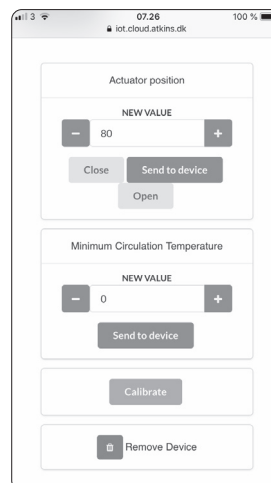 3 07.26 100 %
iot.cloud.atkins.dk
Actuator position
NEW VALUE
− 80 +
Close Send to device
Open
Minimum Circulation Temperature
NEW VALUE
− 0 +
Send to device
Calibrate
Remove Device